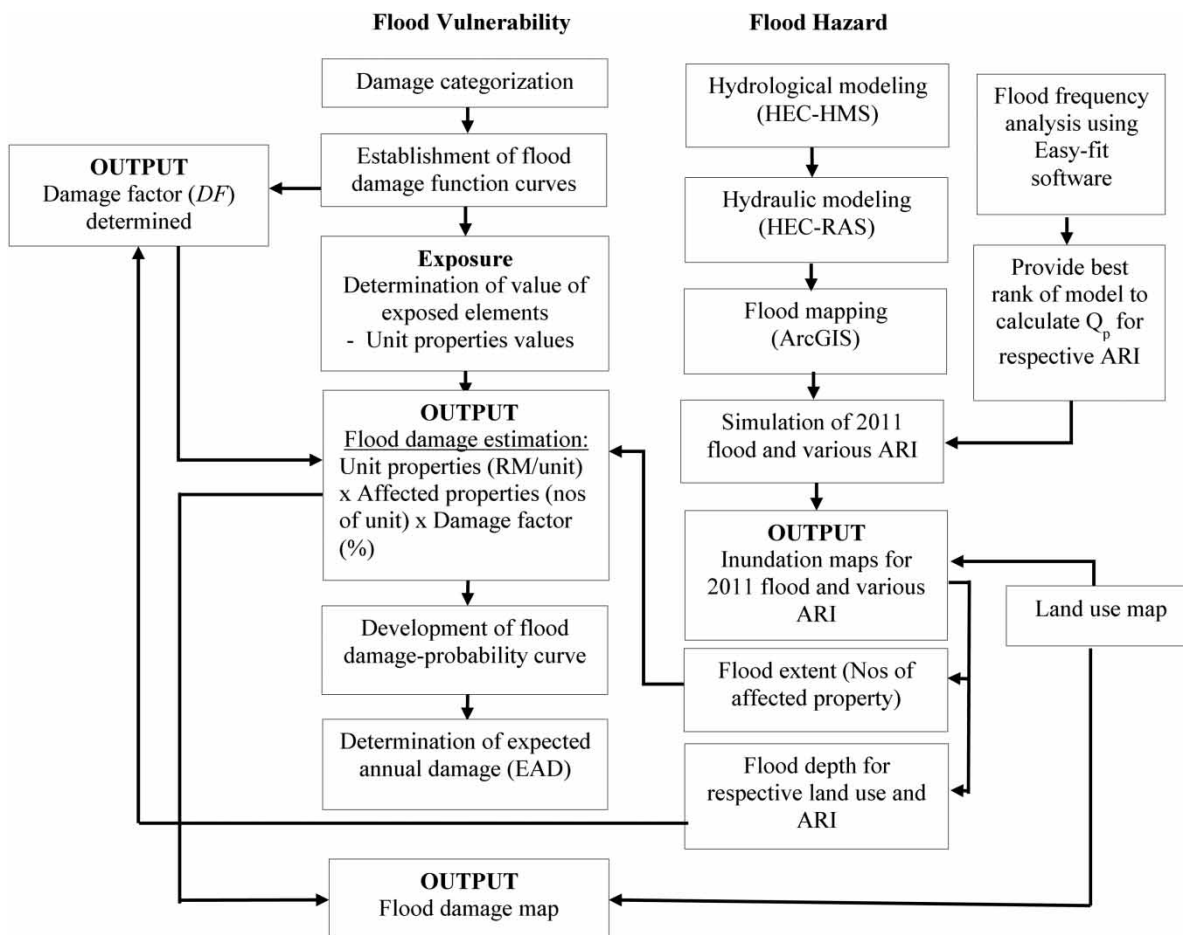 Flood Vulnerability
Flood Hazard
Damage categorization
Establishment of flood
damage function curves
OUTPUT
Damage factor (DF)
determined
Exposure
Determination of value of
exposed elements
- Unit properties values
OUTPUT
Flood damage estimation:
Unit properties (RM/unit)
x Affected properties (nos
of unit) x Damage factor
(%)
Development of flood
damage-probability curve
Determination of expected
annual damage (EAD)
Hydrological modeling
(HEC-HMS)
Hydraulic modeling
(HEC-RAS)
Flood mapping
(ArcGIS)
Simulation of 2011
flood and various ARI
OUTPUT
Inundation maps for
2011 flood and various
ARI
Flood extent (Nos of
affected property)
Flood depth for
respective land use and
ARI
Flood frequency
analysis using
Easy-fit
software
Provide best
rank of model to
calculate Qp for
respective ARI
Land use map
OUTPUT
Flood damage map